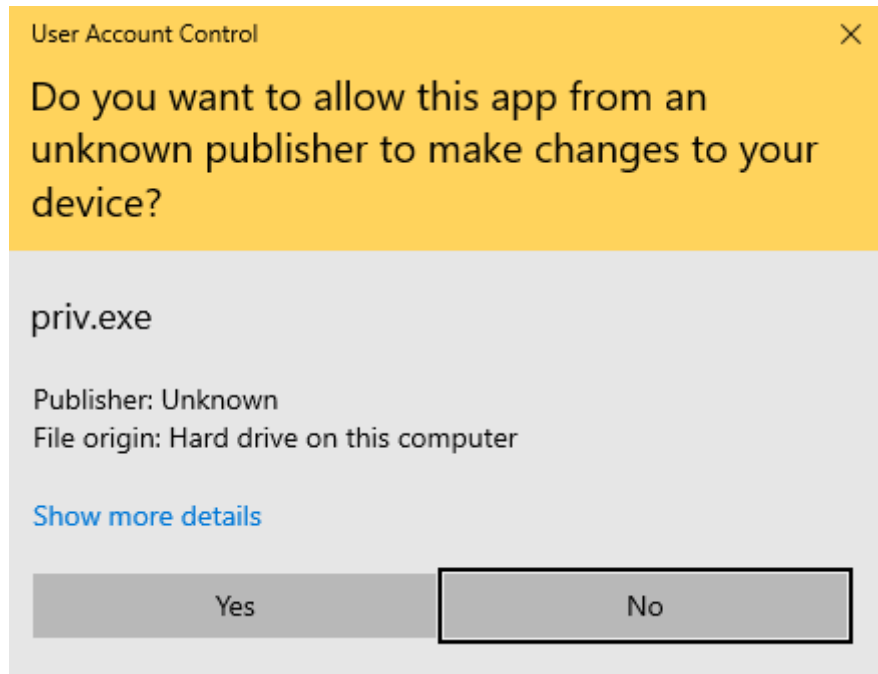 User Account Control
Do you want to allow this app from an
unknown publisher to make changes to your
device?
priv.exe
Publisher: Unknown
File origin: Hard drive on this computer
Show more details
Yes
No